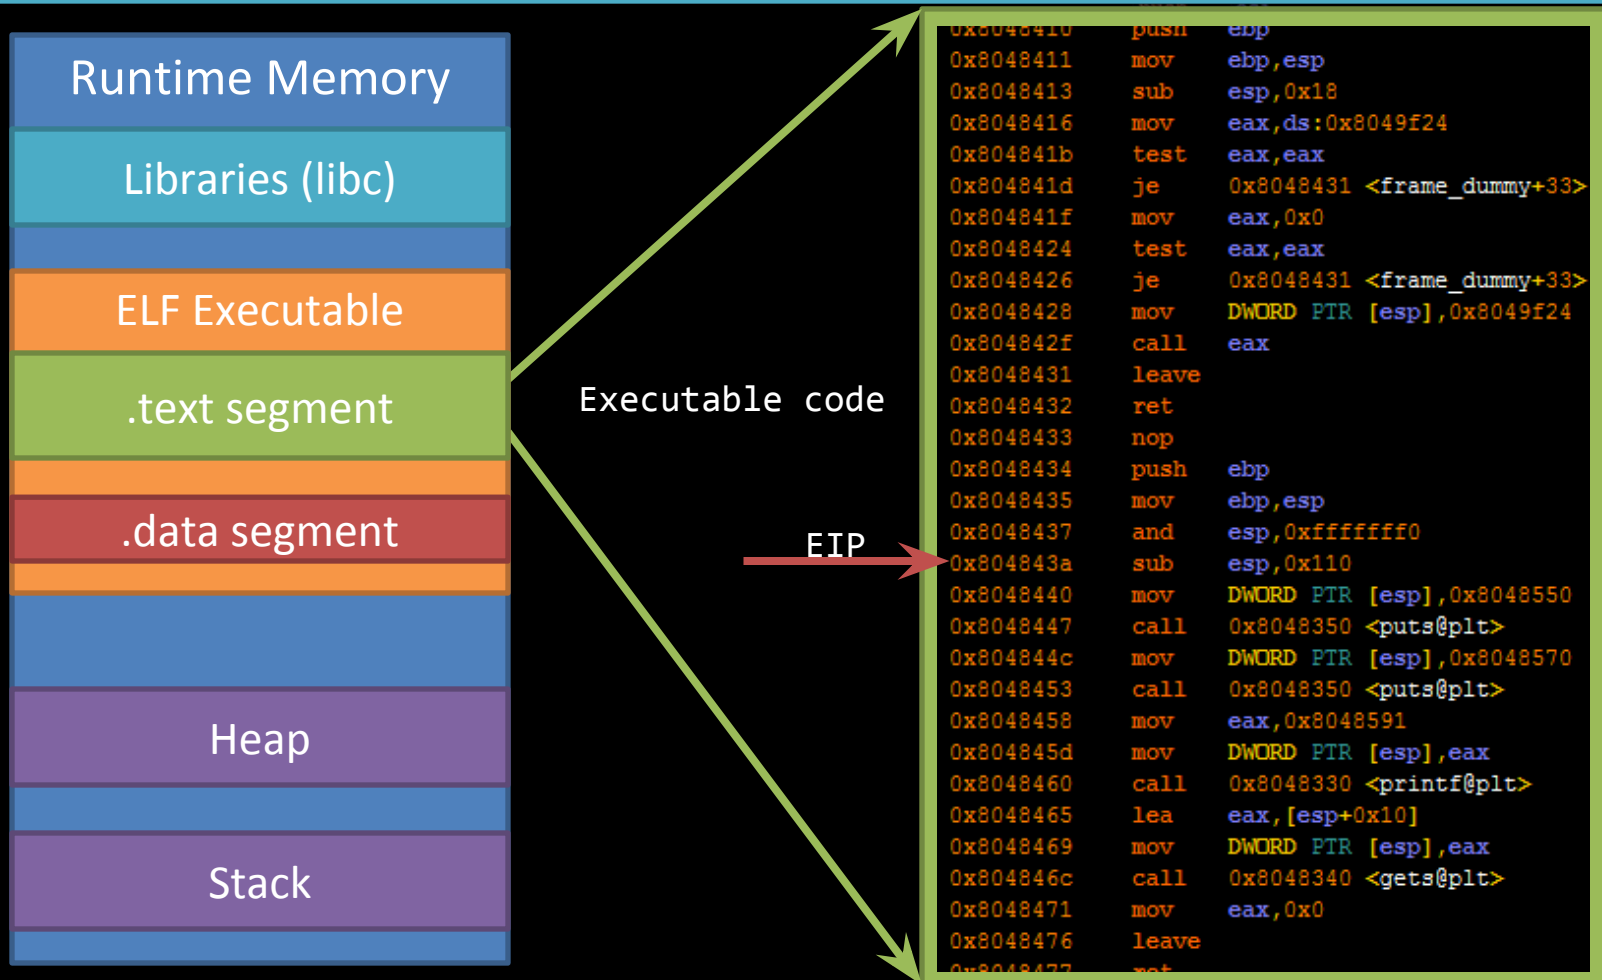 Runtime Memory
Libraries (libc)
ELF Executable
.text segment
.data segment
Heap
Stack
Executable code
EIP
0x8048410 push ebp
0x8048411 mov ebp,esp
0x8048413 sub esp,0x18
0x8048416 mov eax,ds:0x8049f24
0x804841b test eax,eax
0x804841d je 0x8048431 <frame_dummy+33>
0x804841f mov eax,0x0
0x8048424 test eax,eax
0x8048426 je 0x8048431 <frame_dummy+33>
0x8048428 mov DWORD PTR [esp],0x8049f24
0x804842f call eax
0x8048431 leave
0x8048432 ret
0x8048433 nop
0x8048434 push ebp
0x8048435 mov ebp,esp
0x8048437 and esp,0xfffffff0
0x804843a sub esp,0x110
0x8048440 mov DWORD PTR [esp],0x8048550
0x8048447 call 0x8048350 <puts@plt>
0x804844c mov DWORD PTR [esp],0x8048570
0x8048453 call 0x8048350 <puts@plt>
0x8048458 mov eax,0x8048591
0x804845d mov DWORD PTR [esp],eax
0x8048460 call 0x8048330 <printf@plt>
0x8048465 lea eax,[esp+0x10]
0x8048469 mov DWORD PTR [esp],eax
0x804846c call 0x8048340 <gets@plt>
0x8048471 mov eax,0x0
0x8048476 leave
0x8048477 ret